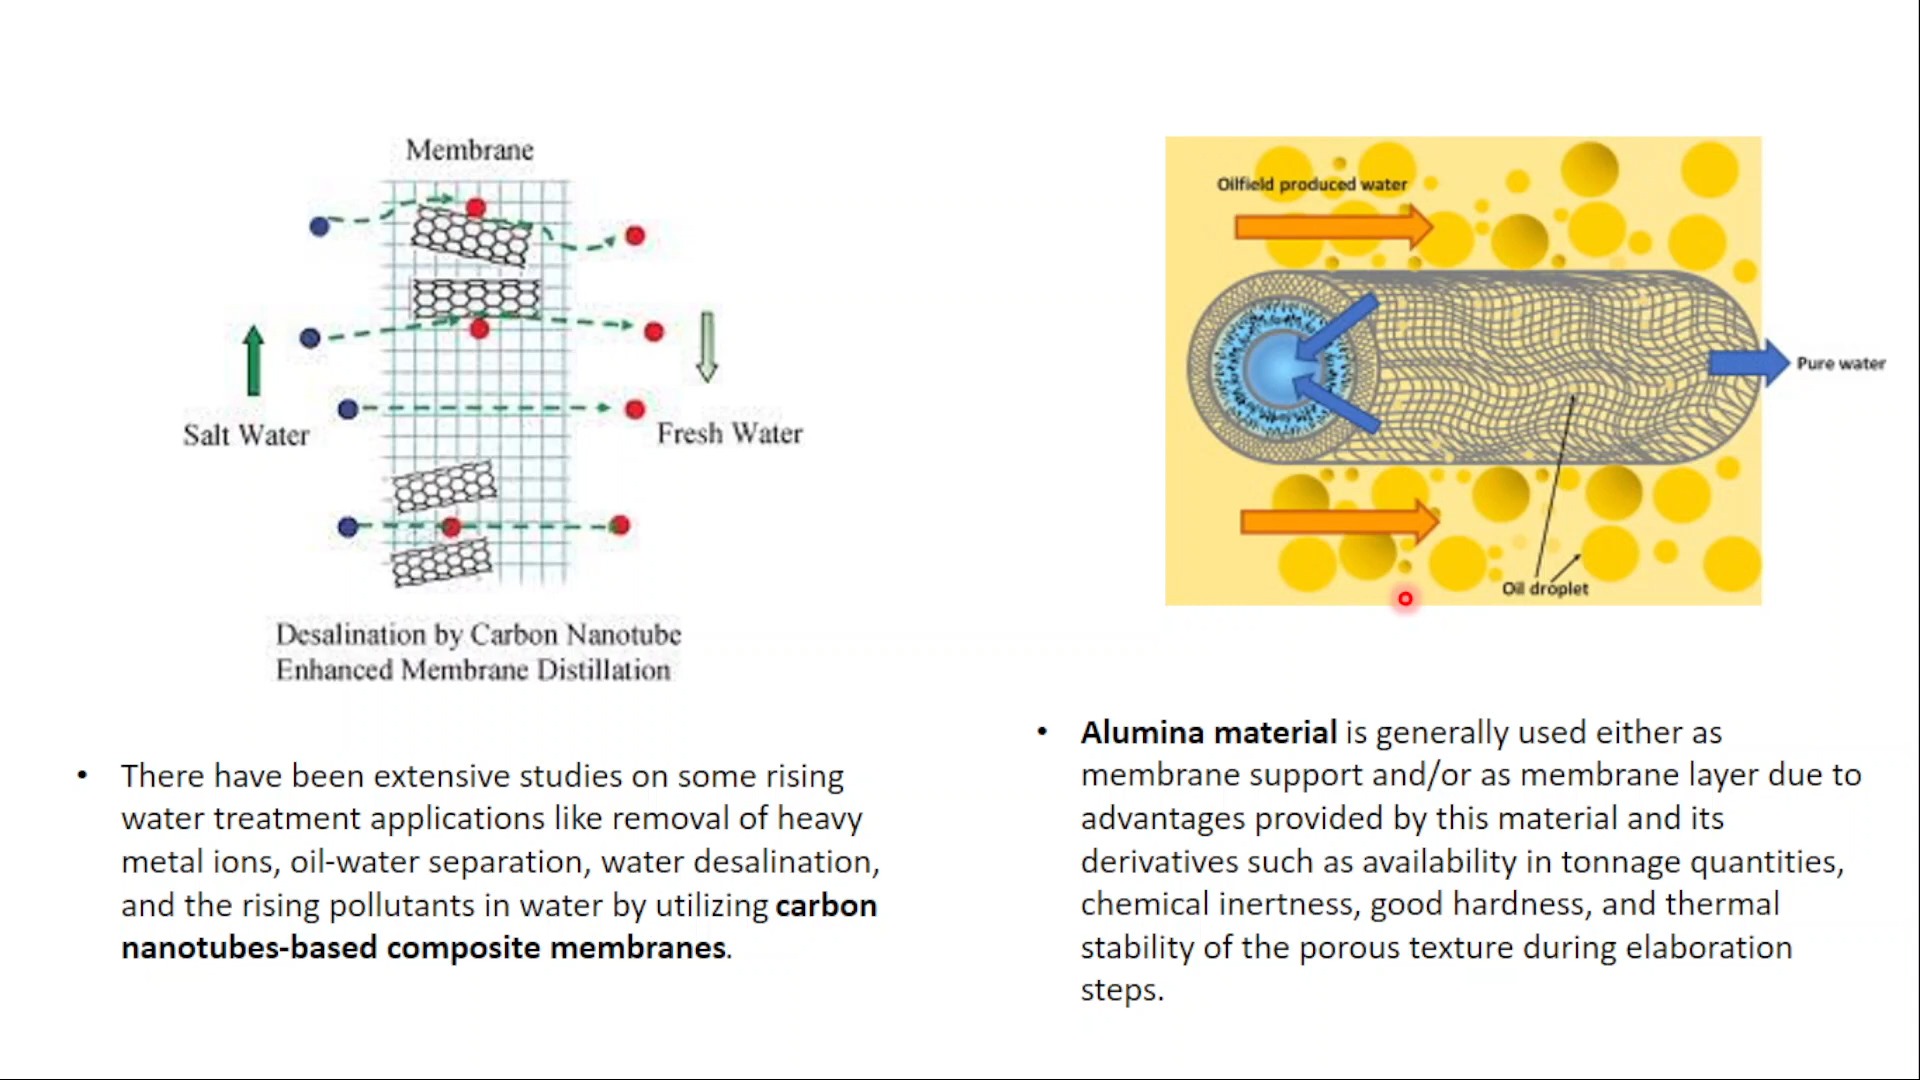 Membrane
Salt Water
Fresh Water
Desalination by Carbon Nanotube
Enhanced Membrane Distillation
• There have been extensive studies on some rising
water treatment applications like removal of heavy
metal ions, oil-water separation, water desalination,
and the rising pollutants in water by utilizing carbon
nanotubes-based composite membranes.
Oilfield produced water
Pure water
Oil droplet
• Alumina material is generally used either as
membrane support and/or as membrane layer due to
advantages provided by this material and its
derivatives such as availability in tonnage quantities,
chemical inertness, good hardness, and thermal
stability of the porous texture during elaboration
steps.